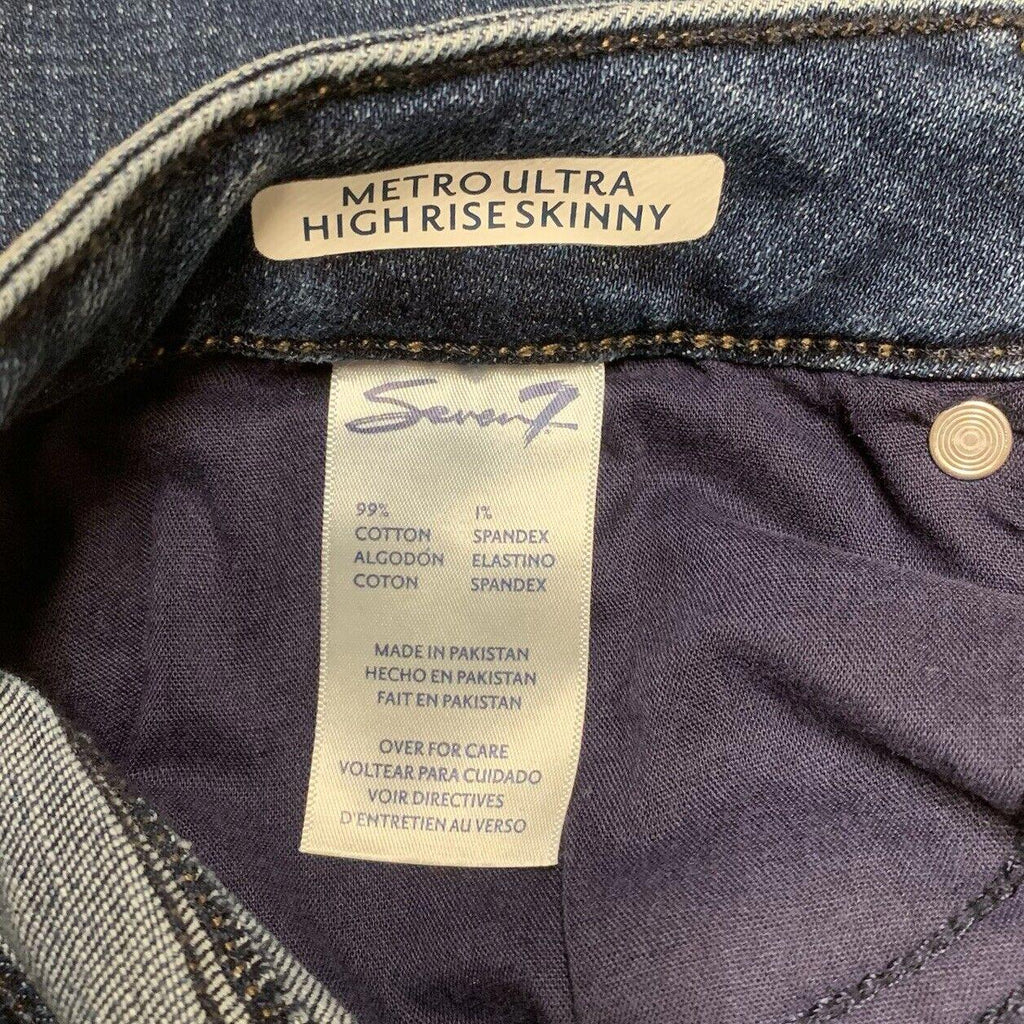 METRO ULTRA
HIGH RISE SKINNY
Seven7
99% 1%
COTTON SPANDEX
ALGODÓN ELASTINO
COTON SPANDEX
MADE IN PAKISTAN
HECHO EN PAKISTAN
FAIT EN PAKISTAN
OVER FOR CARE
VOLTEAR PARA CUIDADO
VOIR DIRECTIVES
D'ENTRETIEN AU VERSO